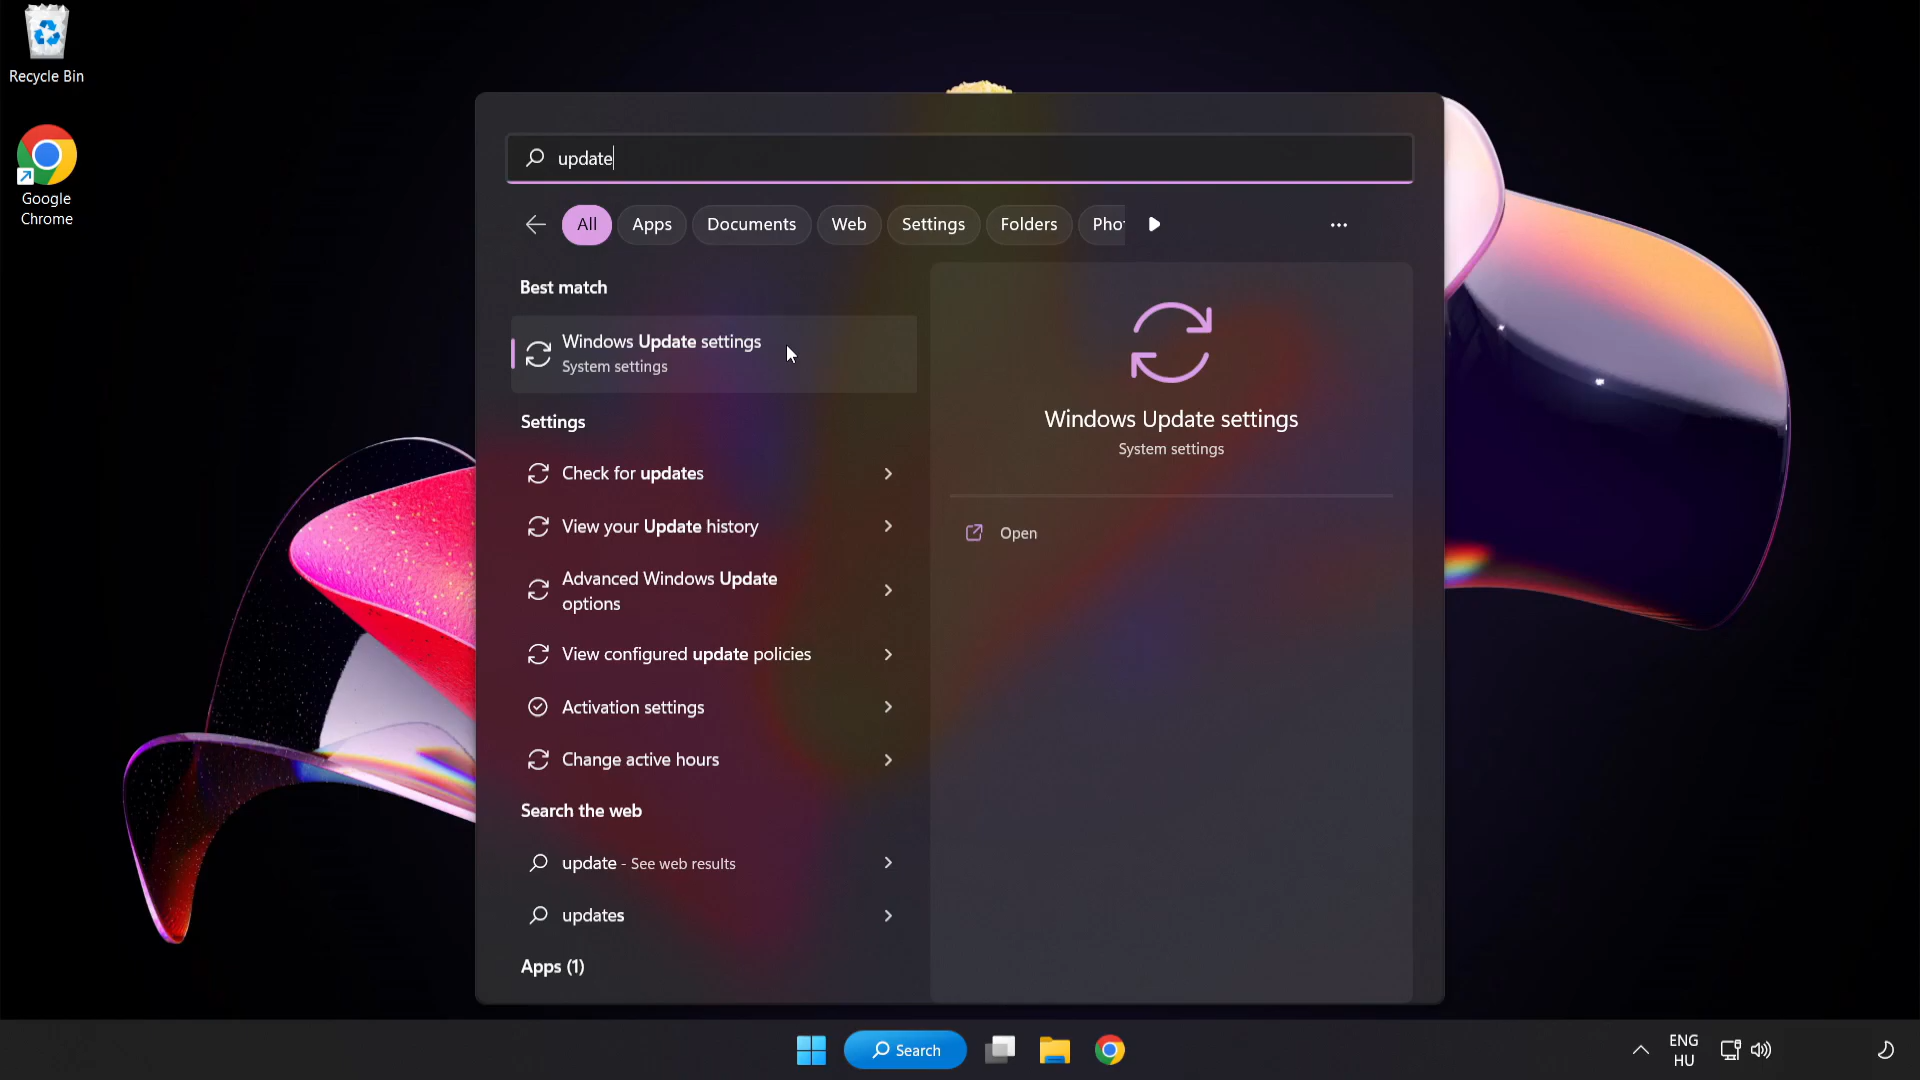 Recycle Bin
Google
Chrome
update
All
Apps
Documents
Web
Settings
Folders
Pho
Best match
Windows Update settings
System settings
Settings
Check for updates
View your Update history
Advanced Windows Update
options
View configured update policies
Activation settings
Change active hours
Search the web
update - See web results
updates
Apps (1)
Windows Update settings
System settings
Open
Search
ENG
HU